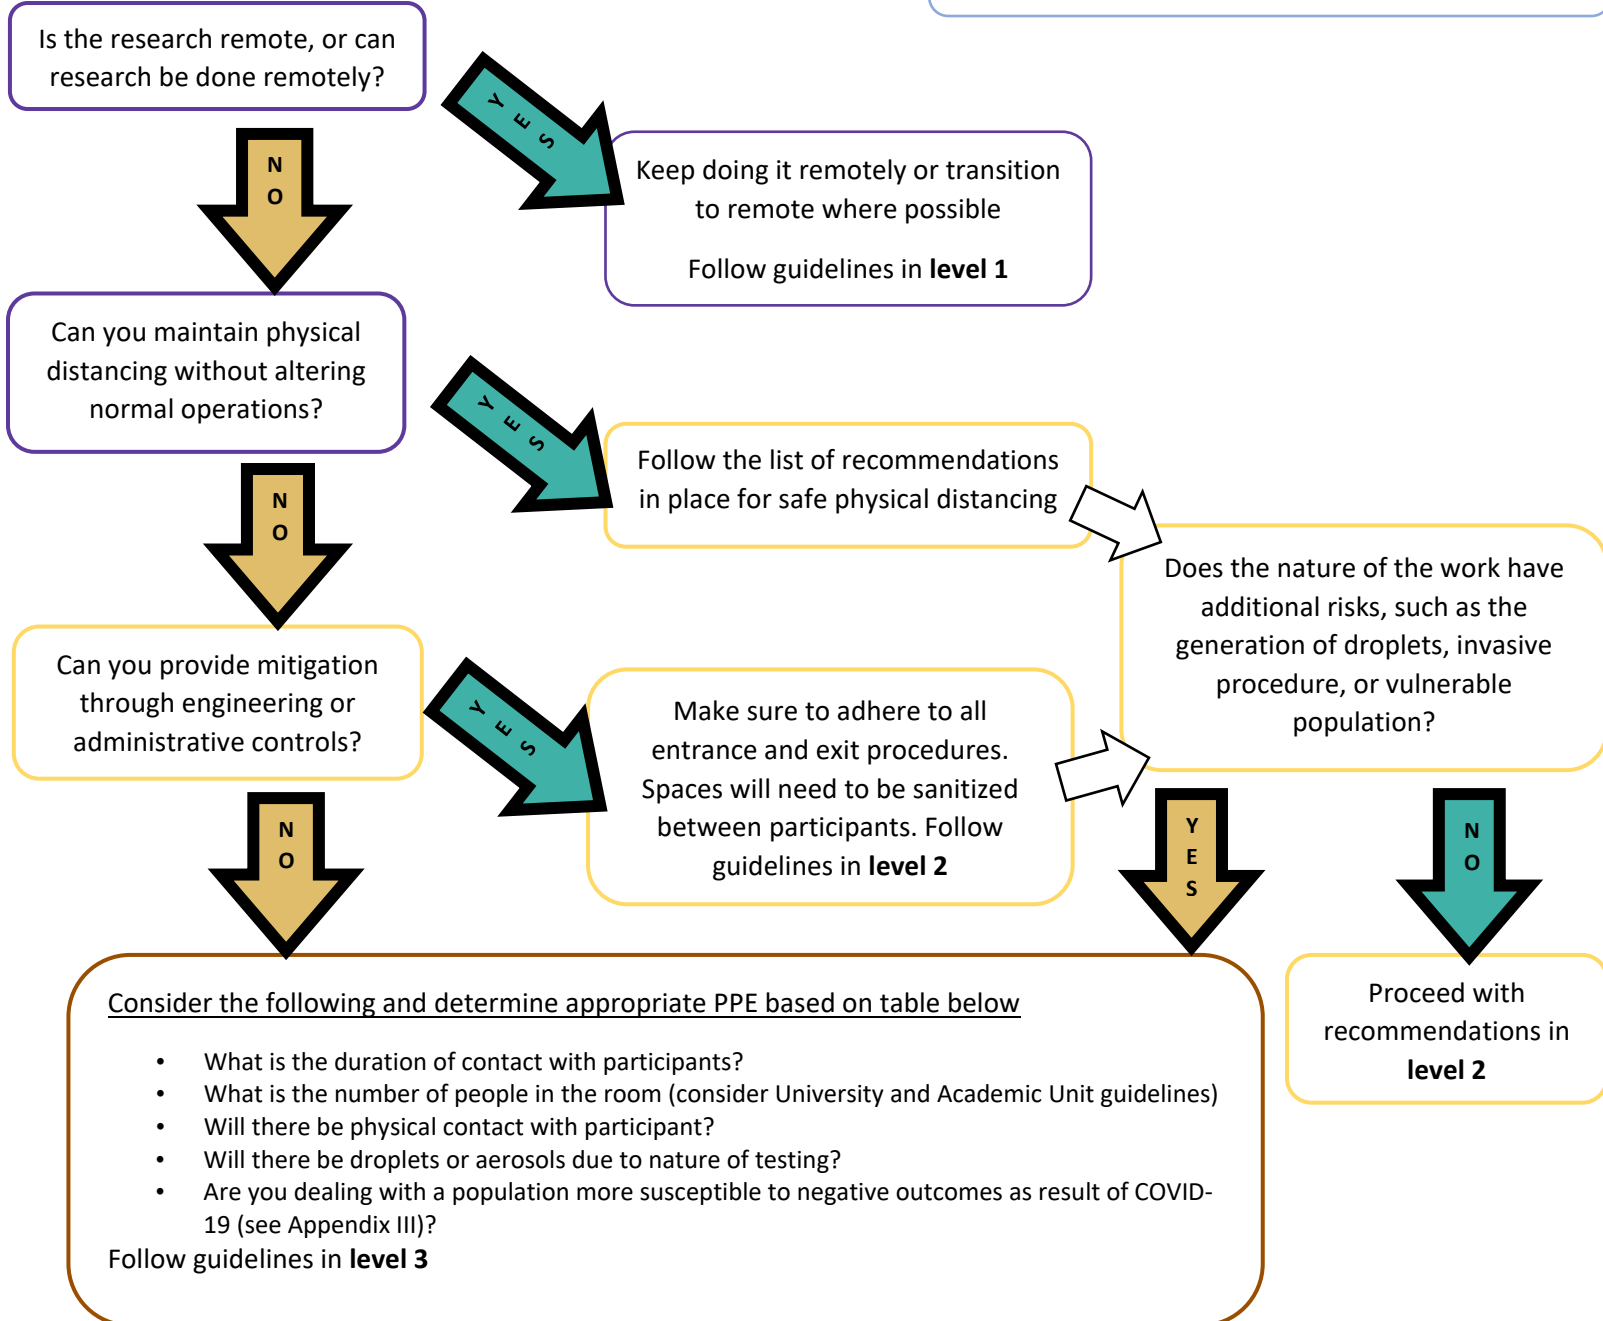 Is the research remote, or can
research be done remotely?
Y
E
S
N
O
Keep doing it remotely or transition
to remote where possible
Follow guidelines in level 1
Can you maintain physical
distancing without altering
normal operations?
Y
E
S
N
O
Follow the list of recommendations
in place for safe physical distancing
Does the nature of the work have
additional risks, such as the
generation of droplets, invasive
procedure, or vulnerable
population?
Can you provide mitigation
through engineering or
administrative controls?
Y
E
S
Make sure to adhere to all
entrance and exit procedures.
Spaces will need to be sanitized
between participants. Follow
guidelines in level 2
N
O
Y
E
S
N
O
Consider the following and determine appropriate PPE based on table below
• What is the duration of contact with participants?
• What is the number of people in the room (consider University and Academic Unit guidelines)
• Will there be physical contact with participant?
• Will there be droplets or aerosols due to nature of testing?
• Are you dealing with a population more susceptible to negative outcomes as result of COVID-
19 (see Appendix III)?
Follow guidelines in level 3
Proceed with
recommendations in
level 2